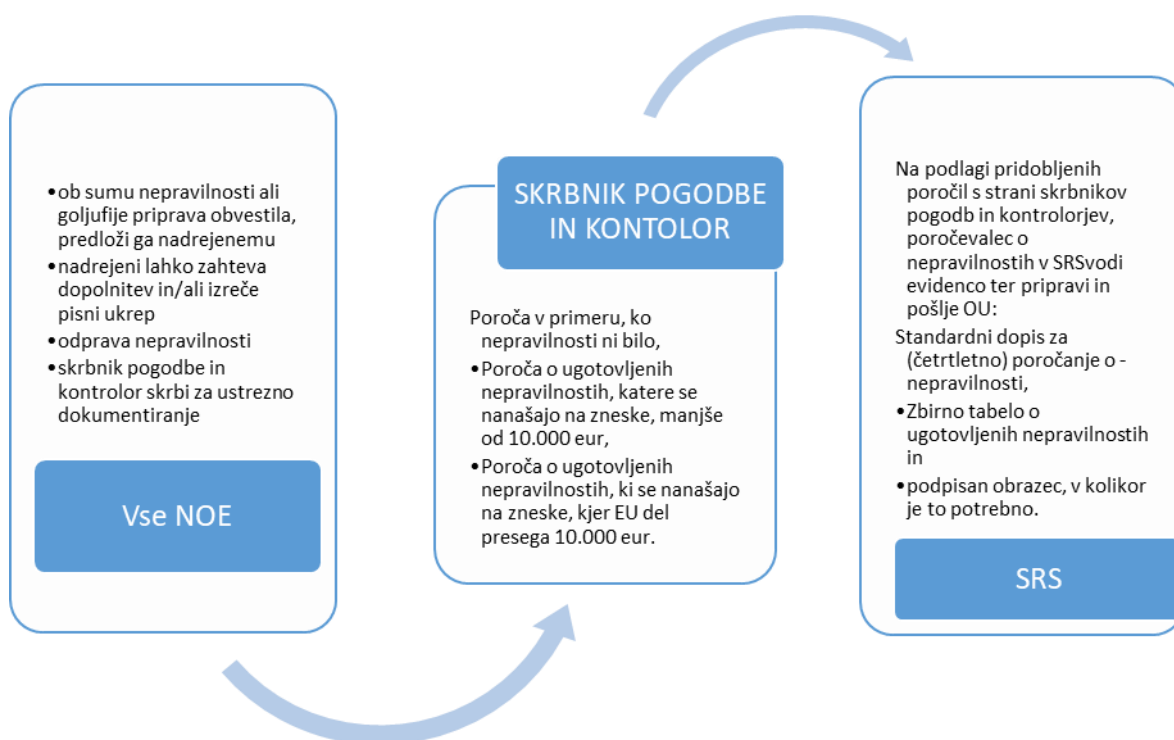 •ob sumu nepravilnosti ali
goljufije priprava obvestila,
predloži ga nadrejenemu
•nadrejeni lahko zahteva
dopolnitev in/ali izreče
pisni ukrep
•odprava nepravilnosti
•skrbnik pogodbe in
kontrolor skrbi za ustrezno
dokumentiranje
Vse NOE
SKRBNIK POGODBE
IN KONTOLOR
Poroča v primeru, ko
nepravilnosti ni bilo,
•Poroča o ugotovljenih
nepravilnostih, katere se
nanašajo na zneske, manjše
od 10.000 eur,
•Poroča o ugotovljenih
nepravilnostih, ki se nanašajo
na zneske, kjer EU del
presega 10.000 eur.
Na podlagi pridobljenih
poročil s strani skrbnikov
pogodb in kontrolorjev,
poročevalec o
nepravilnostih v SRSvodi
evidenco ter pripravi in
pošlje OU:
Standardni dopis za
(četrtletno) poročanje o -
nepravilnosti,
•Zbirno tabelo o
ugotovljenih nepravilnostih
in
•podpisan obrazec, v kolikor
je to potrebno.
SRS